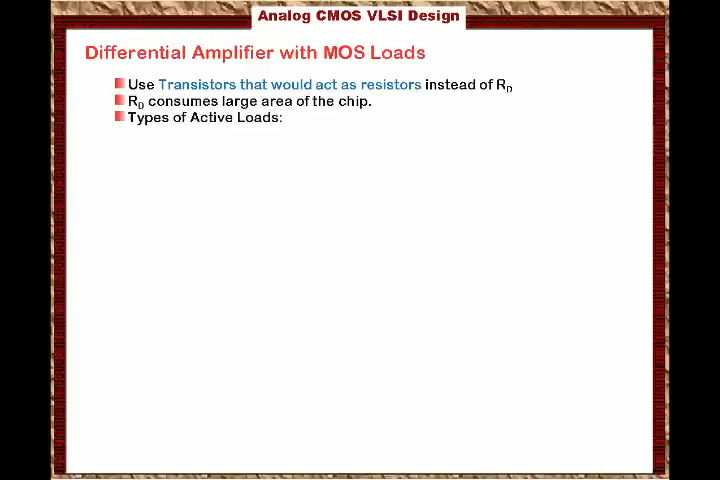 Analog CMOS VLSI Design
Differential Amplifier with MOS Loads
Use Transistors that would act as resistors instead of RD
RD consumes large area of the chip.
Types of Active Loads: